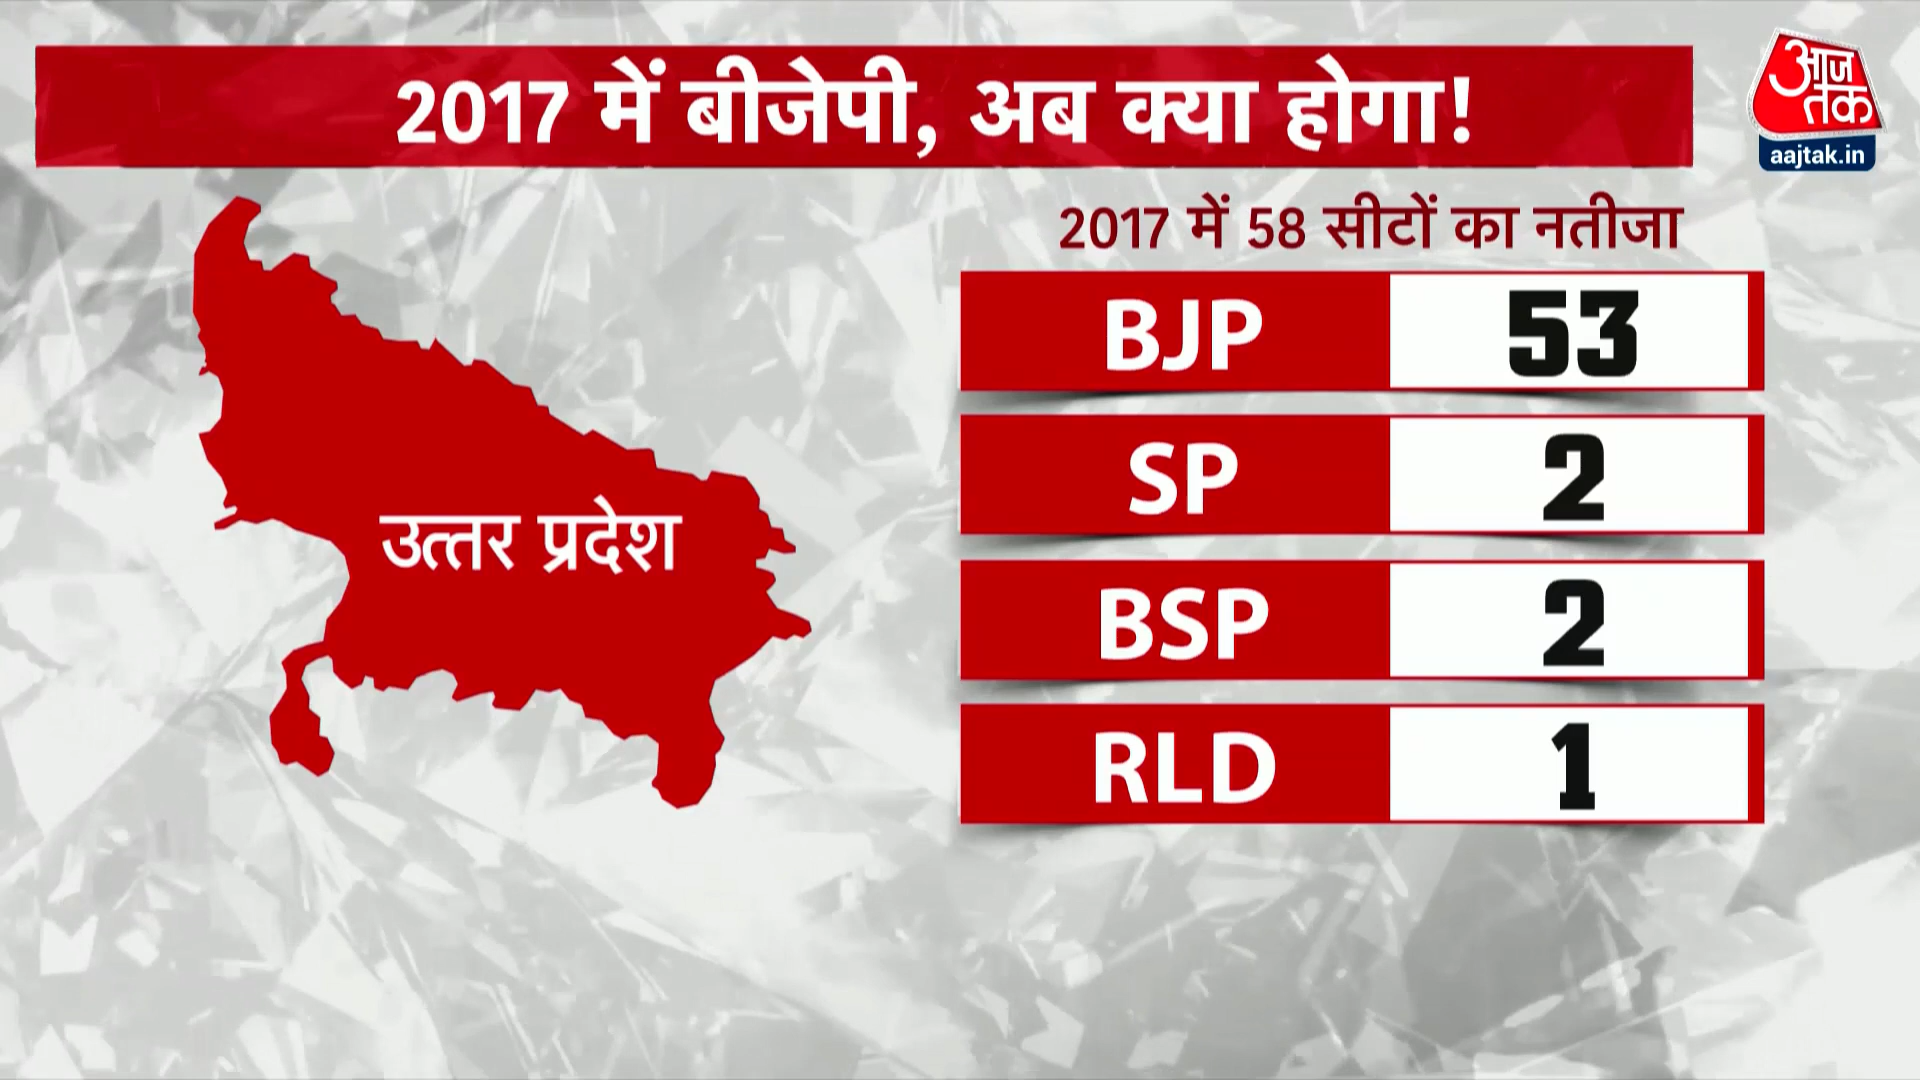 2017 में बीजेपी, अब क्या होगा!
आज
तक
aajtak.in
2017 में 58 सीटों का नतीजा
BJP 53
SP 2
BSP 2
RLD 1
उत्तर प्रदेश